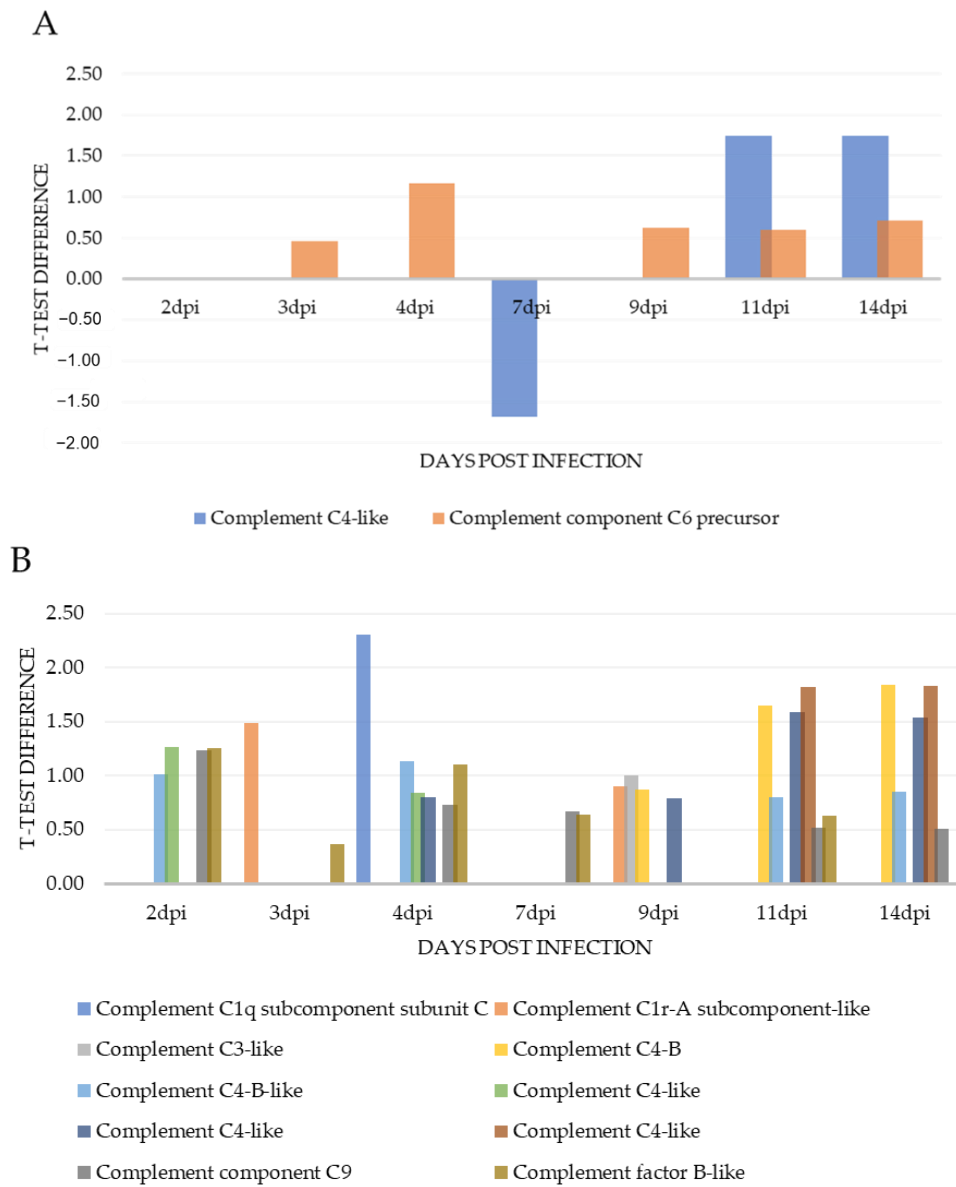 A
2.50
2.00
1.50
1.00
0.50
0.00
−0.50
−1.00
−1.50
−2.00
T-TEST DIFFERENCE
2dpi 3dpi 4dpi 7dpi 9dpi 11dpi 14dpi
DAYS POST INFECTION
Complement C4-like Complement component C6 precursor
B
2.50
2.00
1.50
1.00
0.50
0.00
T-TEST DIFFERENCE
2dpi 3dpi 4dpi 7dpi 9dpi 11dpi 14dpi
DAYS POST INFECTION
Complement C1q subcomponent subunit C Complement C1r-A subcomponent-like
Complement C3-like Complement C4-B
Complement C4-B-like Complement C4-like
Complement C4-like Complement C4-like
Complement component C9 Complement factor B-like